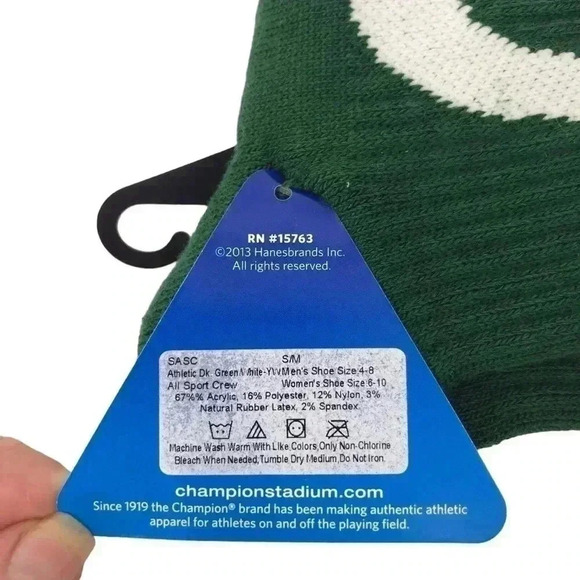 RN #15763
©2013 Hanesbrands Inc.
All rights reserved.
SASC S/M
Athletic Dk. Green/White-YW Men's Shoe Size,4-8
All Sport Crew Women's Shoe Size 6-10
67%% Acrylic, 16% Polyester, 12% Nylon, 3%
Natural Rubber Latex, 2% Spandex.
Machine Wash Warm With Like,Colors,Only Non-Chlorine
Bleach When Needed,Tumble Dry Medium,Do Not Iron.
championstadium.com
Since 1919 the Champion® brand has been making authentic athletic
apparel for athletes on and off the playing field.